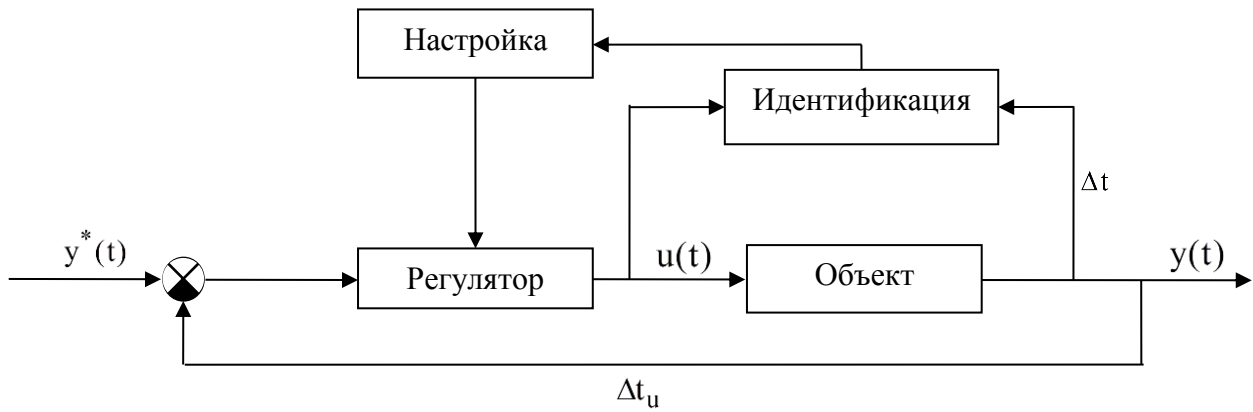 Настройка
Идентификация
Δt
y*(t)
Регулятор
u(t)
Объект
y(t)
Δtu